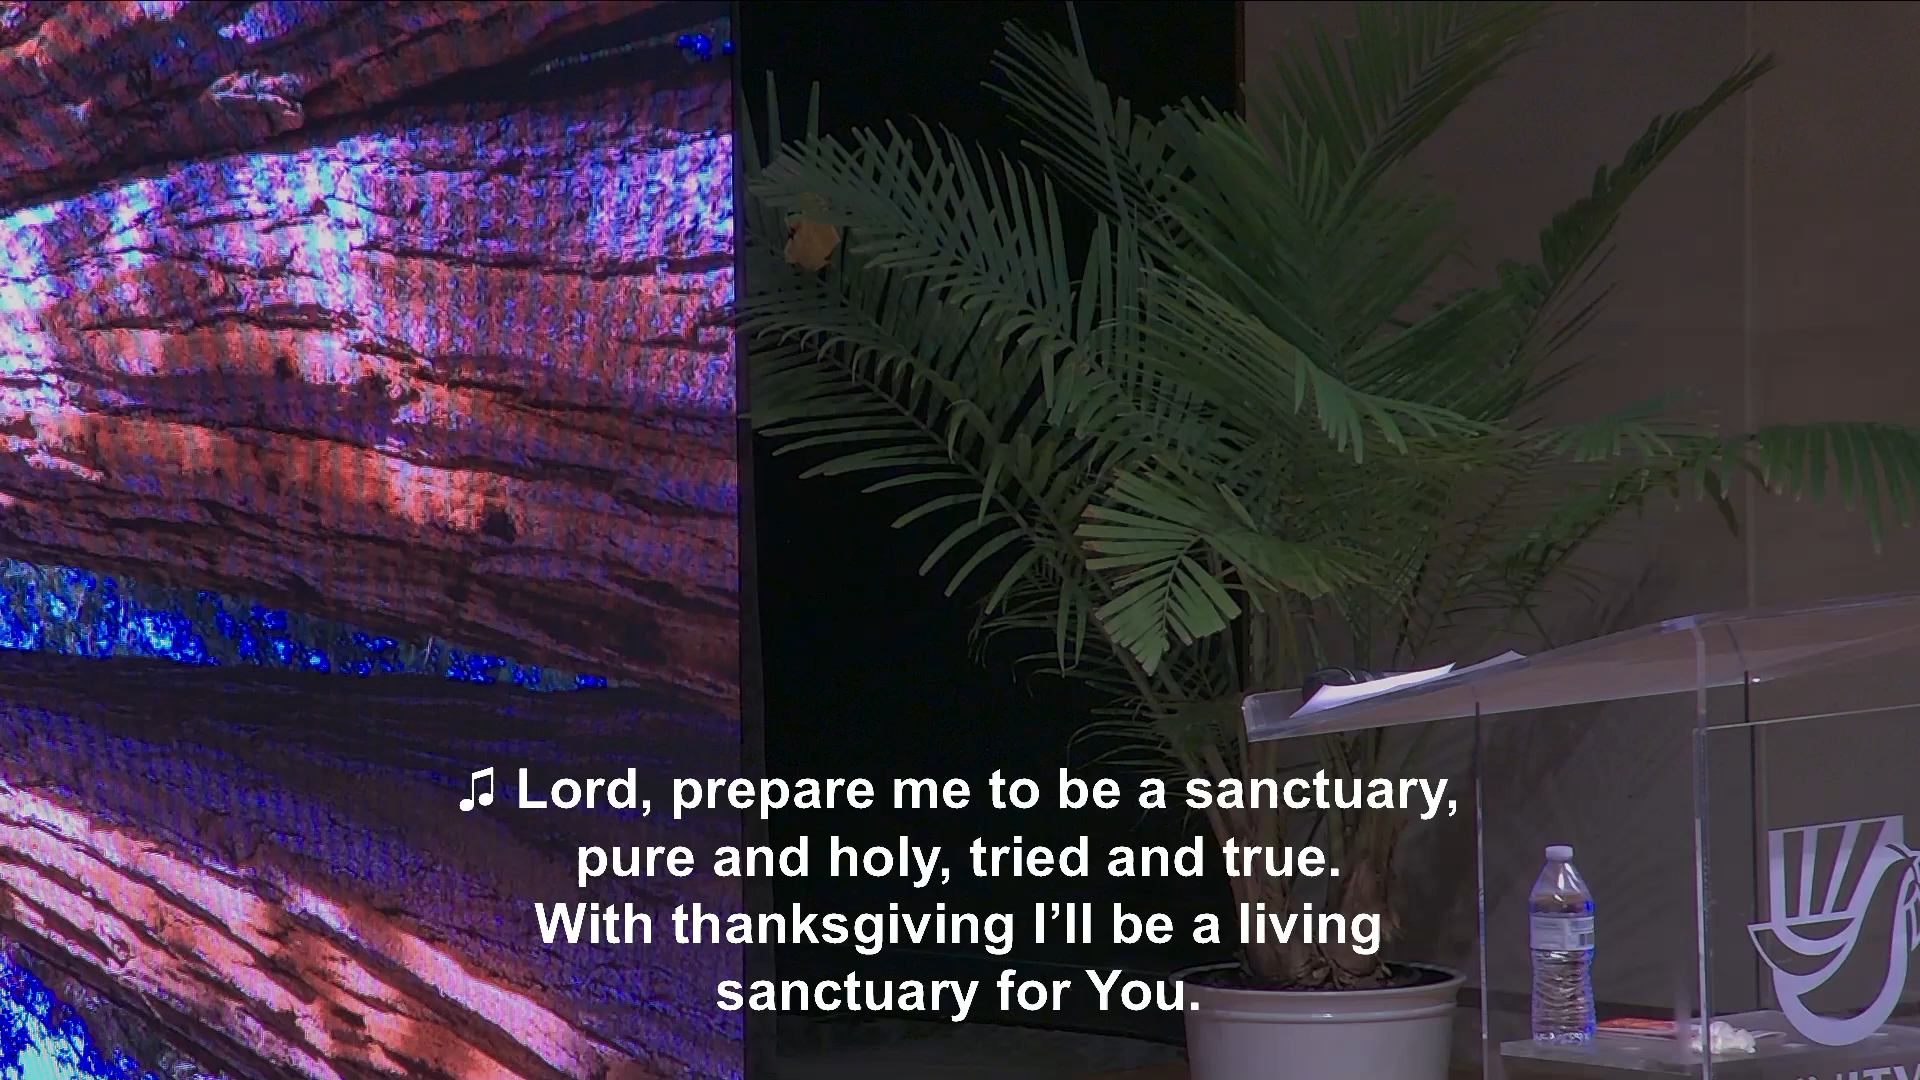 ♫ Lord, prepare me to be a sanctuary,
pure and holy, tried and true.
With thanksgiving I’ll be a living
sanctuary for You.